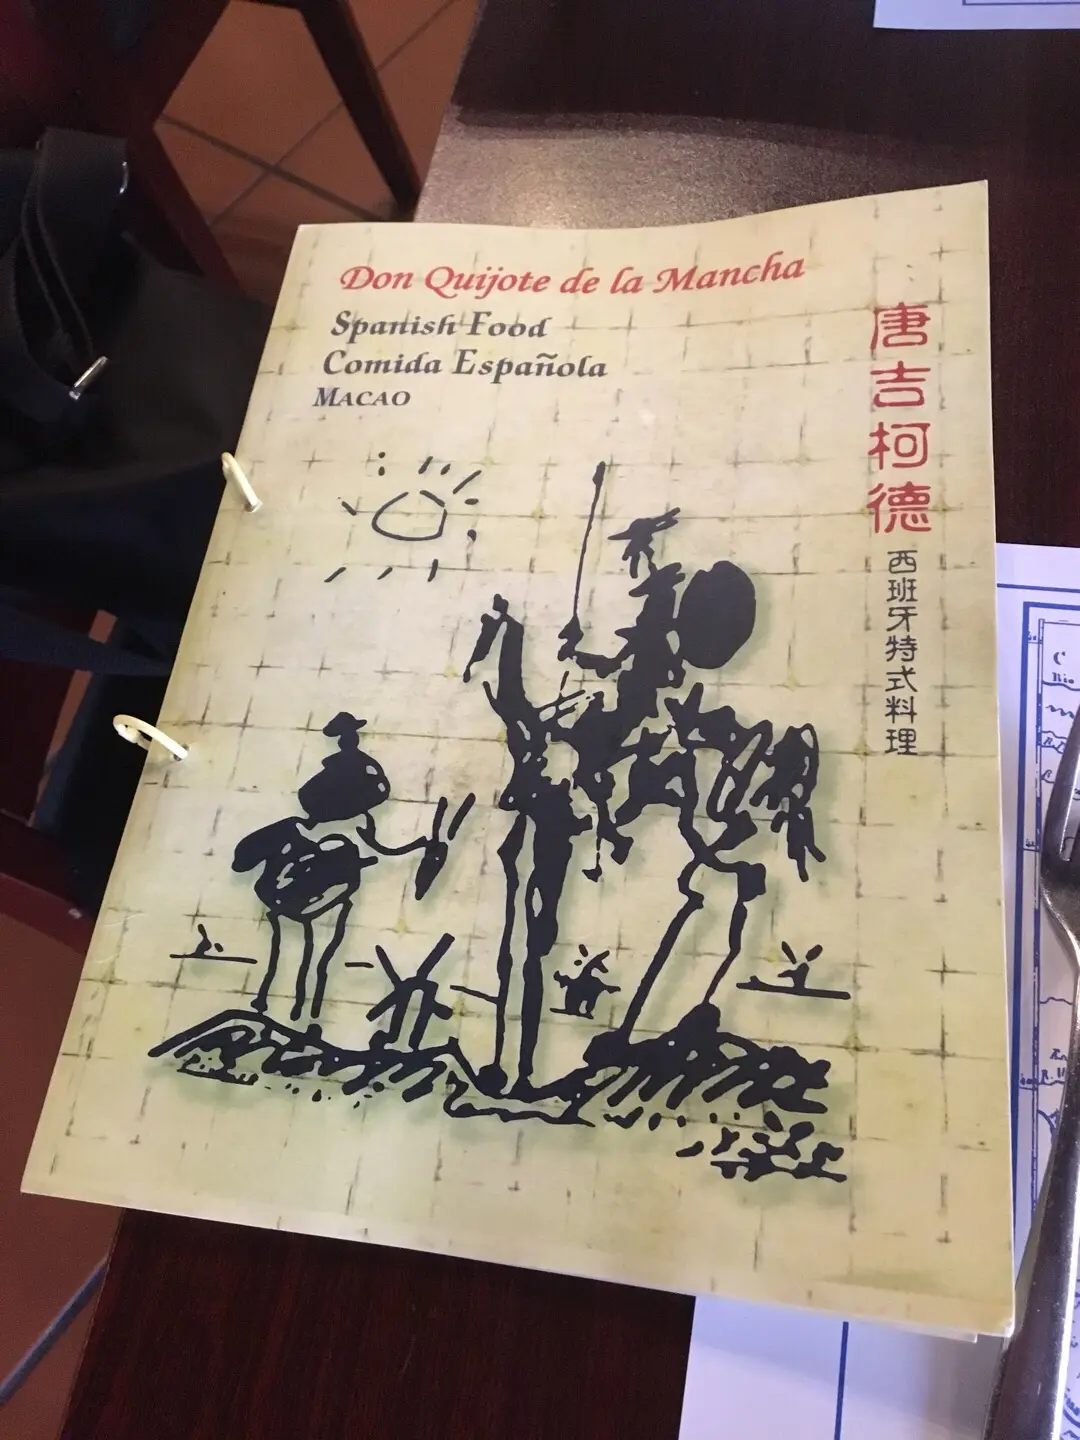 Don Quijote de la Mancha
Spanish Food
Comida Española
MACAO
唐吉柯德
西班牙特式料理